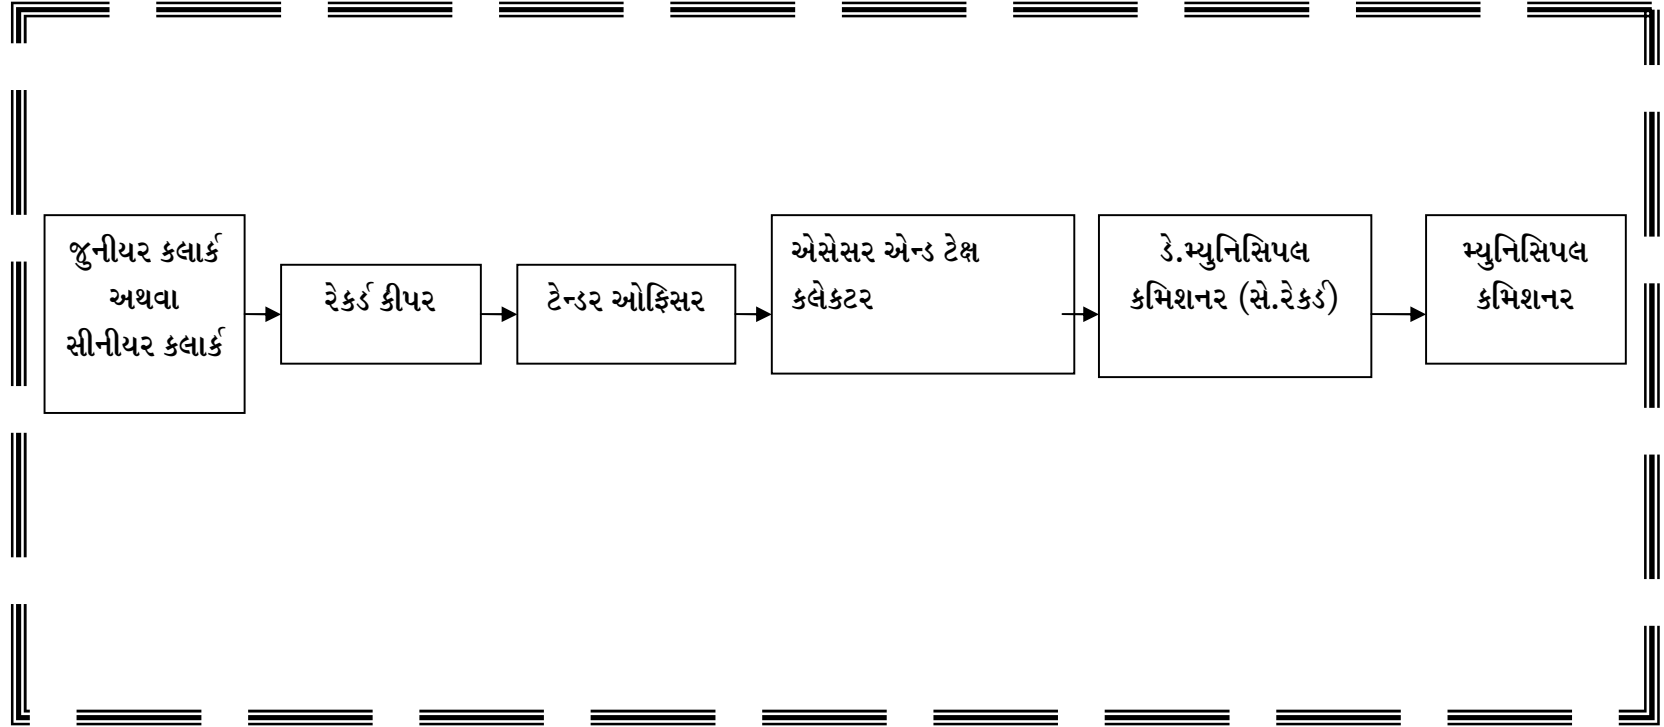 જુનીયર કલાર્ક
અથવા
સીનીયર કલાર્ક
રેકર્ડ કીપર
ટેન્ડર ઓફિસર
એસેસર એન્ડ ટેક્ષ
કલેકટર
ડે.મ્યુનિસિપલ
કમિશનર (સે.રેકર્ડ)
મ્યુનિસિપલ
કમિશનર